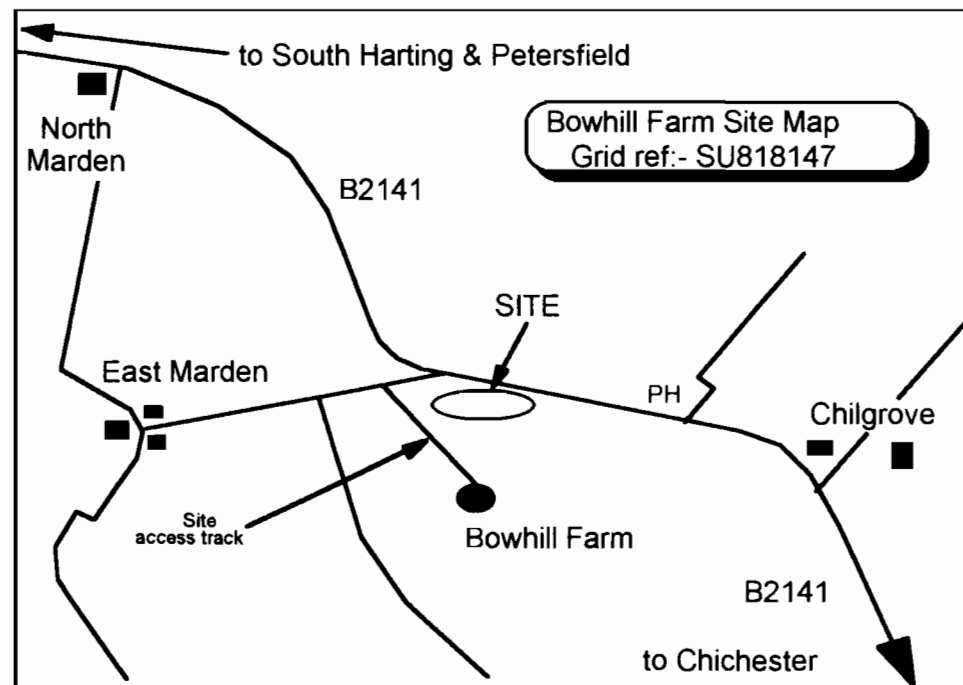 to South Harting & Petersfield
North
Marden
Bowhill Farm Site Map
Grid ref:- SU818147
B2141
SITE
East Marden
PH
Chilgrove
Site
access track
Bowhill Farm
B2141
to Chichester